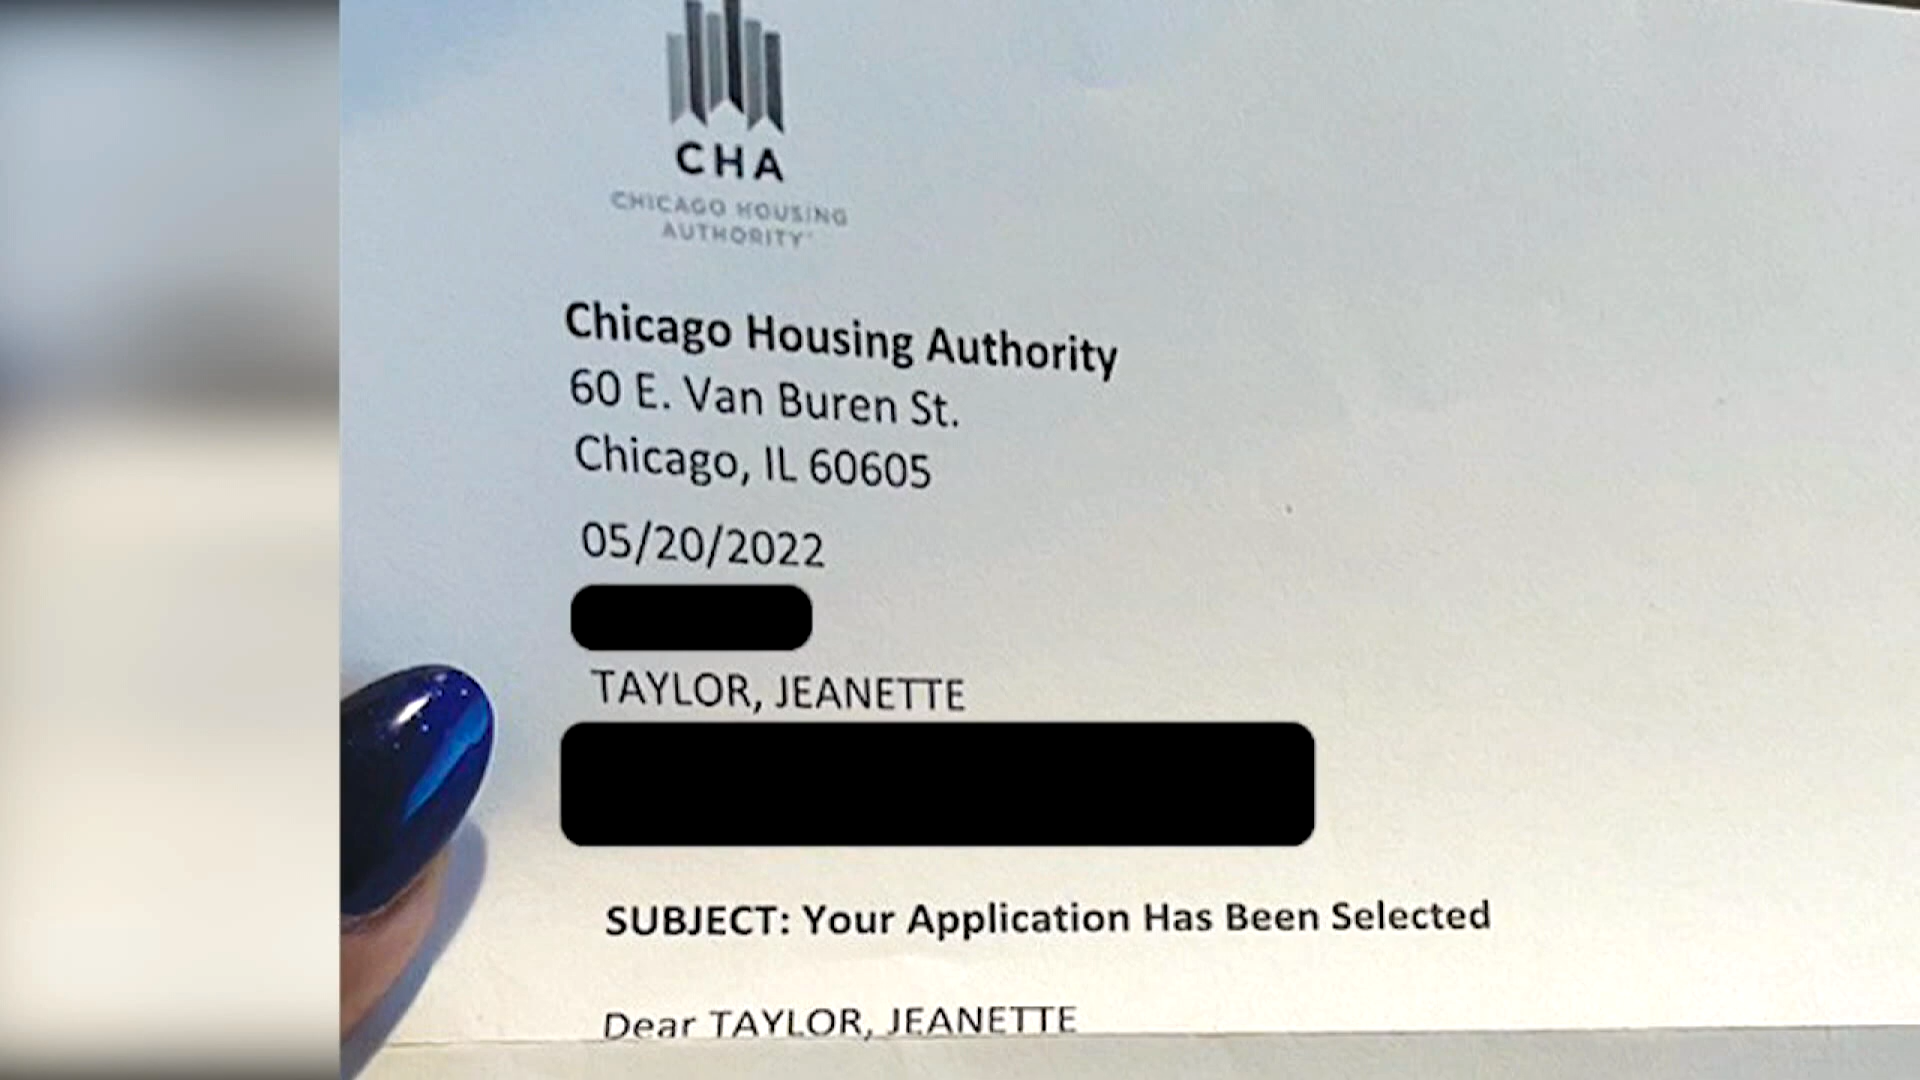 CHA
CHICAGO HOUSING
AUTHORITY
Chicago Housing Authority
60 E. Van Buren St.
Chicago, IL 60605
05/20/2022
TAYLOR, JEANETTE
SUBJECT: Your Application Has Been Selected
Dear TAYLOR, JEANETTE